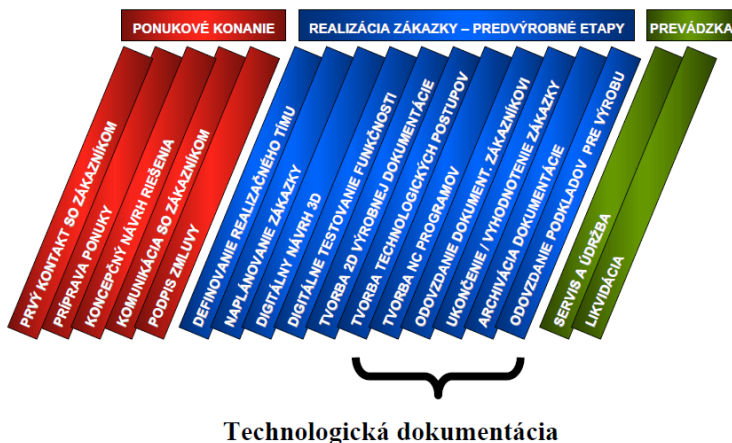 PONUKOVÉ KONANIE
REALIZÁCIA ZÁKAZKY – PREDVÝROBNÉ ETAPY
PREVÁDZKA
PRVÝ KONTAKT SO ZÁKAZNÍKOM
PRÍPRAVA PONUKY
KONCEPČNÝ NÁVRH RIEŠENIA
KOMUNIKÁCIA SO ZÁKAZNÍKOM
PODPIS ZMLUVY
DEFINOVANIE REALIZAČNÉHO TÍMU
NAPLÁNOVANIE ZÁKAZKY
DIGITÁLNY NÁVRH 3D
DIGITÁLNE TESTOVANIE FUNKČNOSTI
TVORBA 2D VÝROBNEJ DOKUMENTÁCIE
TVORBA TECHNOLOGICKÝCH POSTUPOV
TVORBA NC PROGRAMOV
ODOVZDANIE DOKUMENT. ZÁKAZNÍKOVI
UKONČENIE / VYHODNOTENIE ZÁKAZKY
ARCHIVÁCIA DOKUMENTÁCIE
ODOVZDANIE PODKLADOV PRE VÝROBU
SERVIS A ÚDRŽBA
LIKVIDÁCIA
Technologická dokumentácia